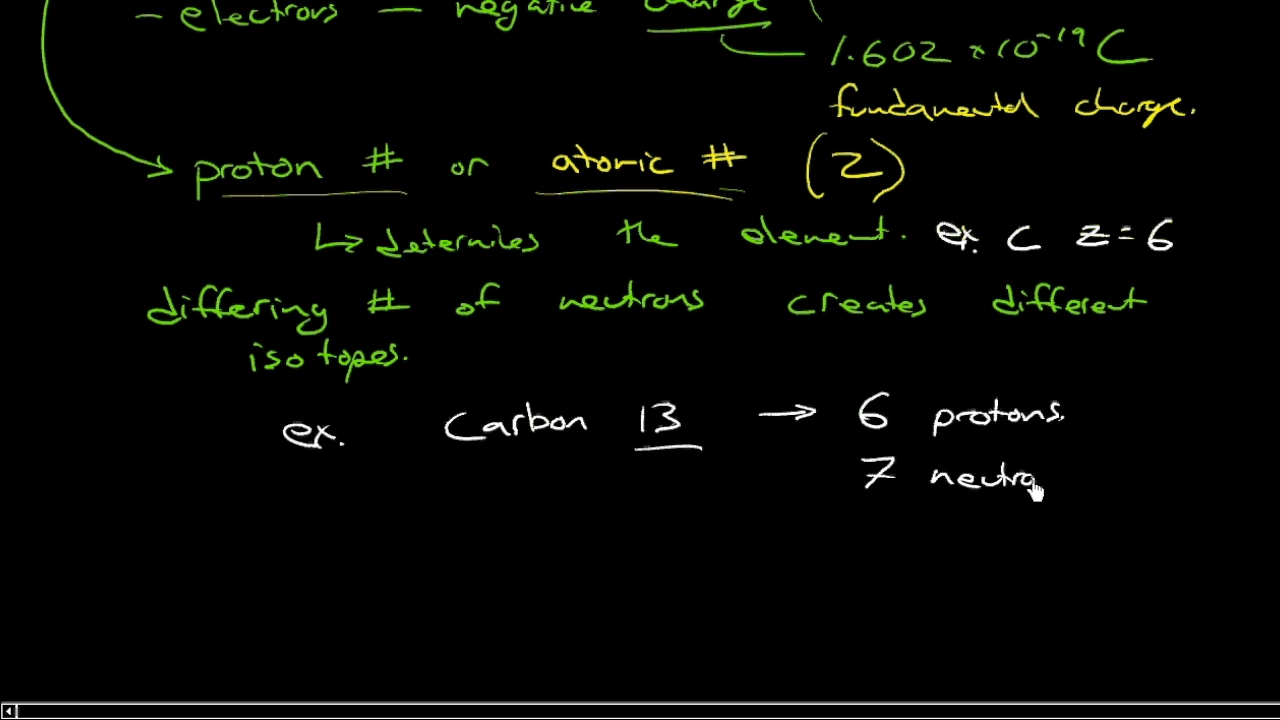 - electrons — negative charge
1.602 × 10⁻¹⁹ C
fundamental charge.
proton # or atomic # (Z)
↳ determines the element. ex. C Z = 6
differing # of neutrons creates different
isotopes.
ex. Carbon 13 → 6 protons.
7 neutro